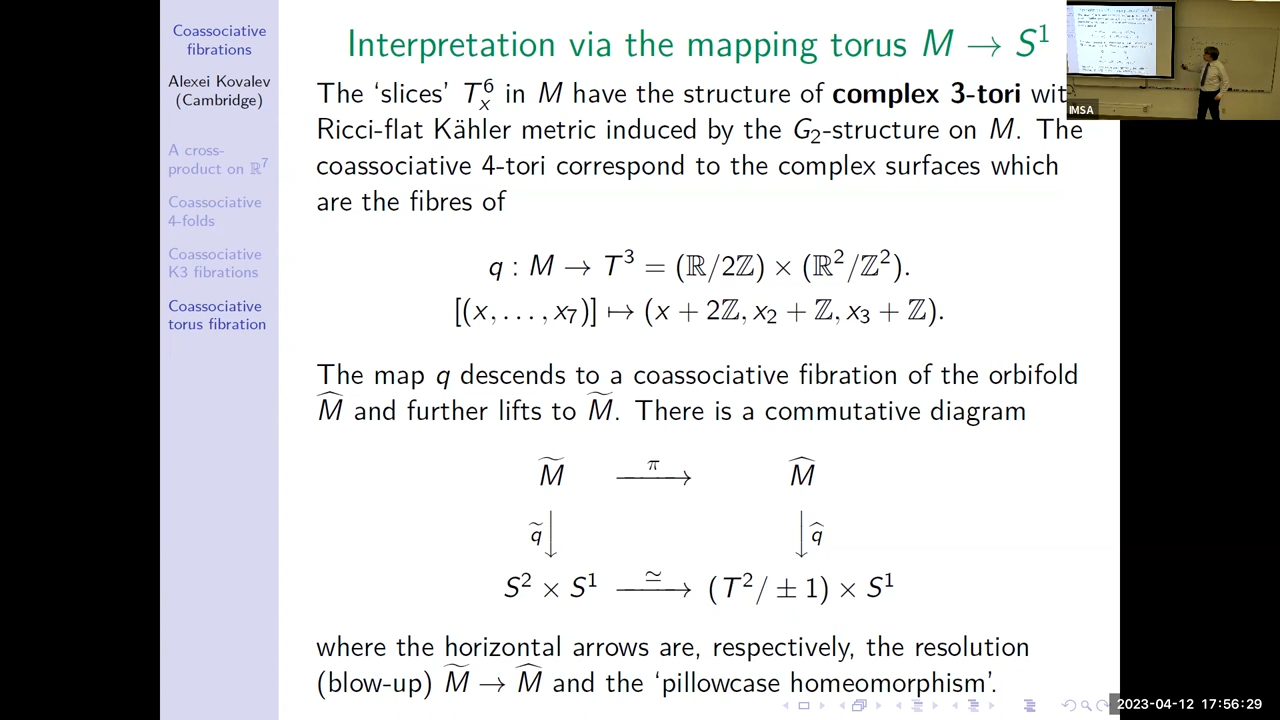 Coassociative
fibrations
Alexei Kovalev
(Cambridge)
A cross-
product on ℝ⁷
Coassociative
4-folds
Coassociative
K3 fibrations
Coassociative
torus fibration
Interpretation via the mapping torus M → S¹
The ‘slices’ T⁶ₓ in M have the structure of complex 3-tori wit
Ricci-flat Kähler metric induced by the G₂-structure on M. The
coassociative 4-tori correspond to the complex surfaces which
are the fibres of
q : M → T³ = (ℝ/2ℤ) × (ℝ²/ℤ²).
[(x, . . . , x₇)] ↦ (x + 2ℤ, x₂ + ℤ, x₃ + ℤ).
The map q descends to a coassociative fibration of the orbifold
M̂ and further lifts to M̃. There is a commutative diagram
M̃ —π→ M̂
q̃ ↓ ↓ q̂
S² × S¹ —≃→ (T²/ ± 1) × S¹
where the horizontal arrows are, respectively, the resolution
(blow-up) M̃ → M̂ and the ‘pillowcase homeomorphism’.
IMSA
2023-04-12 17:56:29